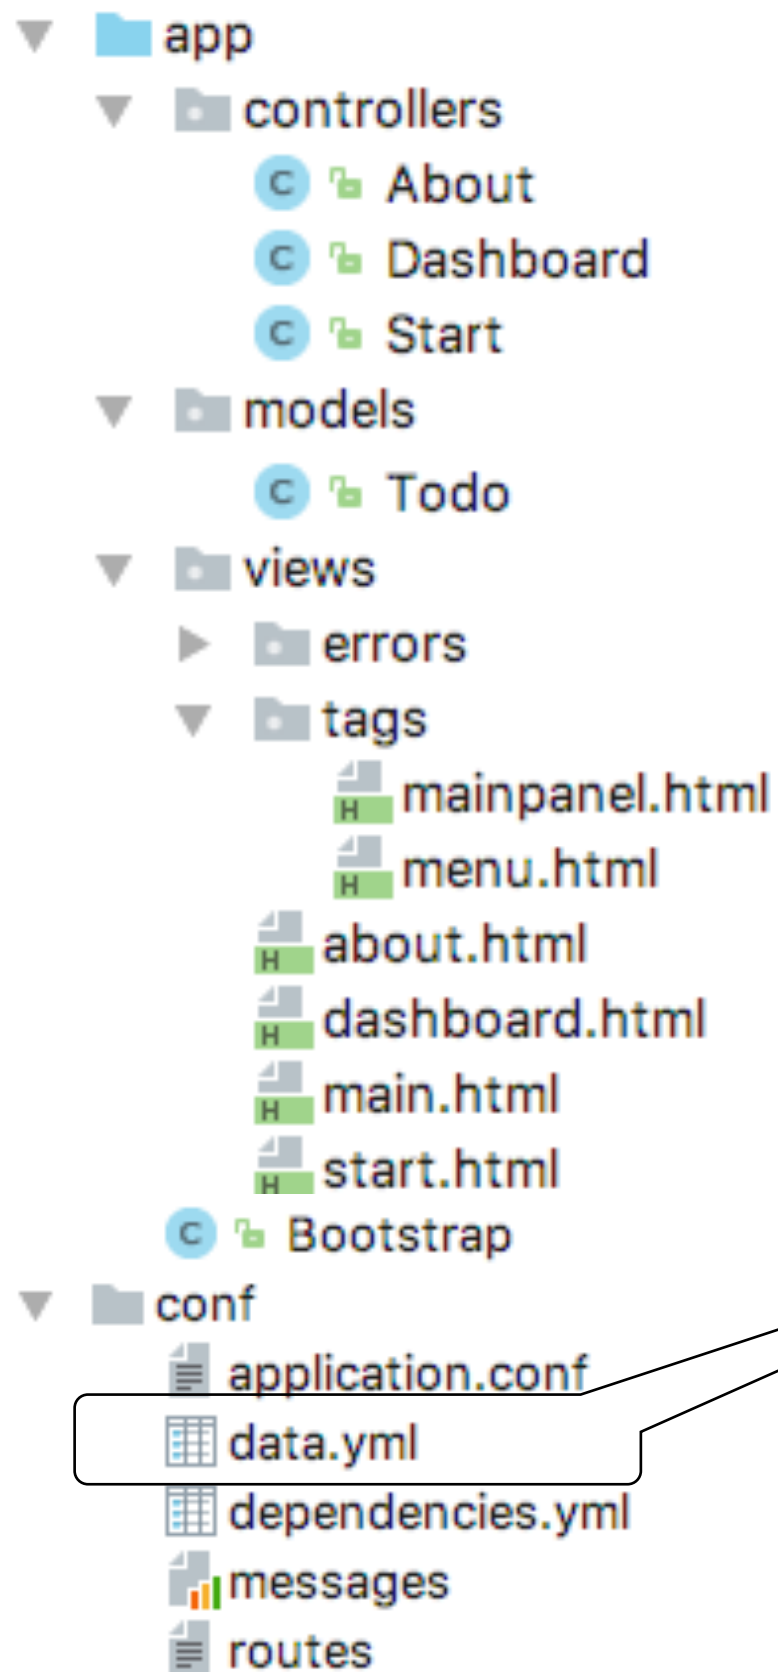 app
controllers
C About
C Dashboard
C Start
models
C Todo
views
errors
tags
H mainpanel.html
H menu.html
H about.html
H dashboard.html
H main.html
H start.html
C Bootstrap
conf
application.conf
data.yml
dependencies.yml
messages
routes